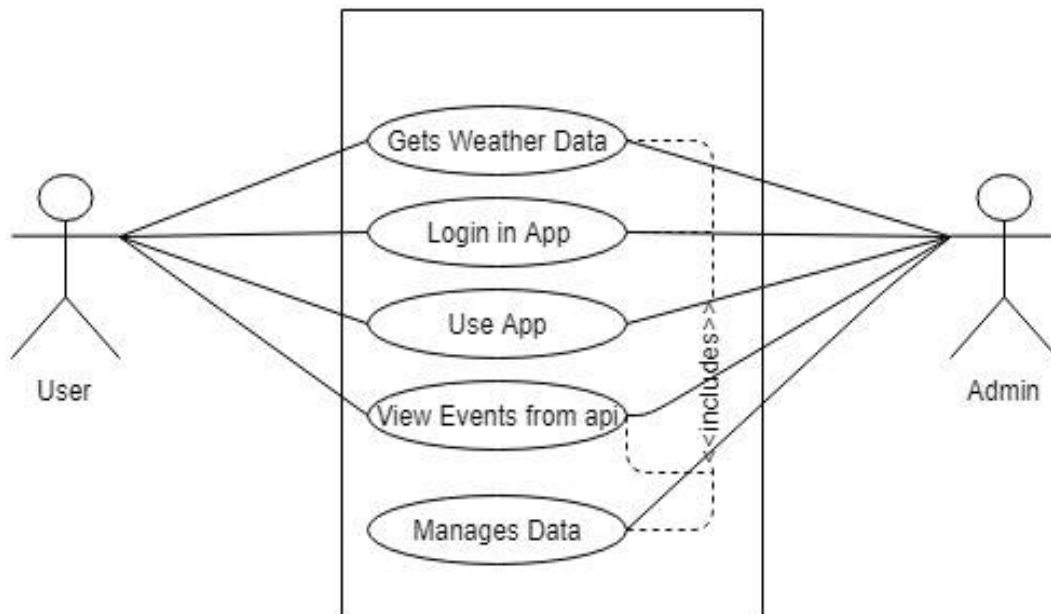 Gets Weather Data
Login in App
Use App
View Events from api
Manages Data
<<includes>>
User
Admin